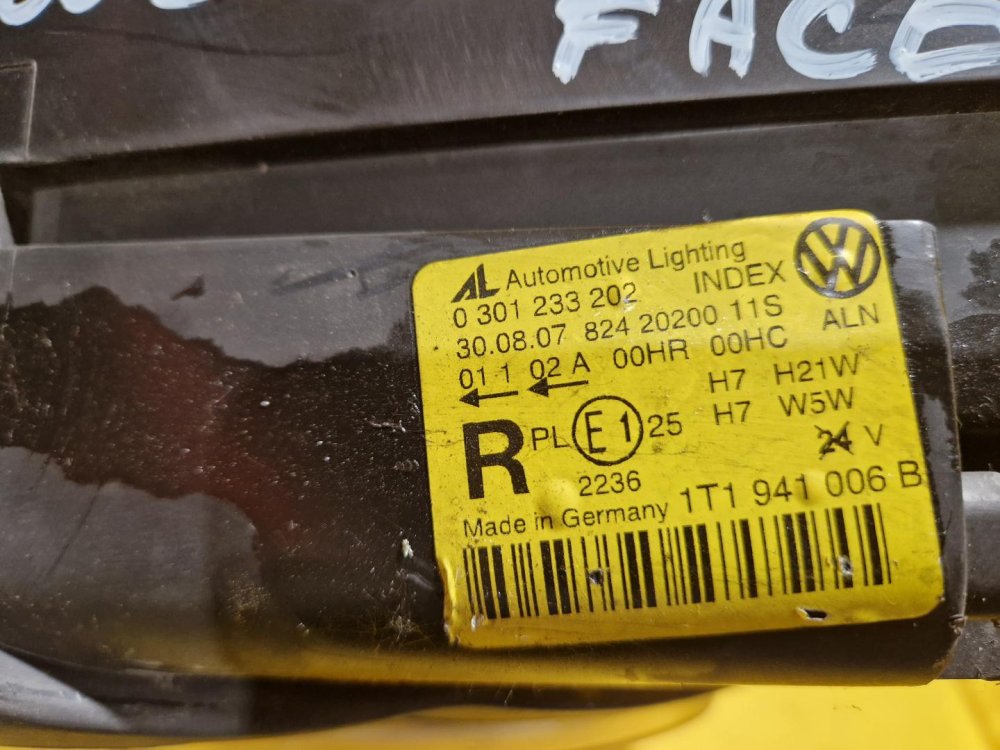 FACE
AL Automotive Lighting
0 301 233 202 INDEX
30.08.07 824 20200 11S
01 1 02 A 00HR 00HC ALN
H7 H21W
R PL E1 25 H7 W5W
24 V
2236
1T1 941 006 B
Made in Germany